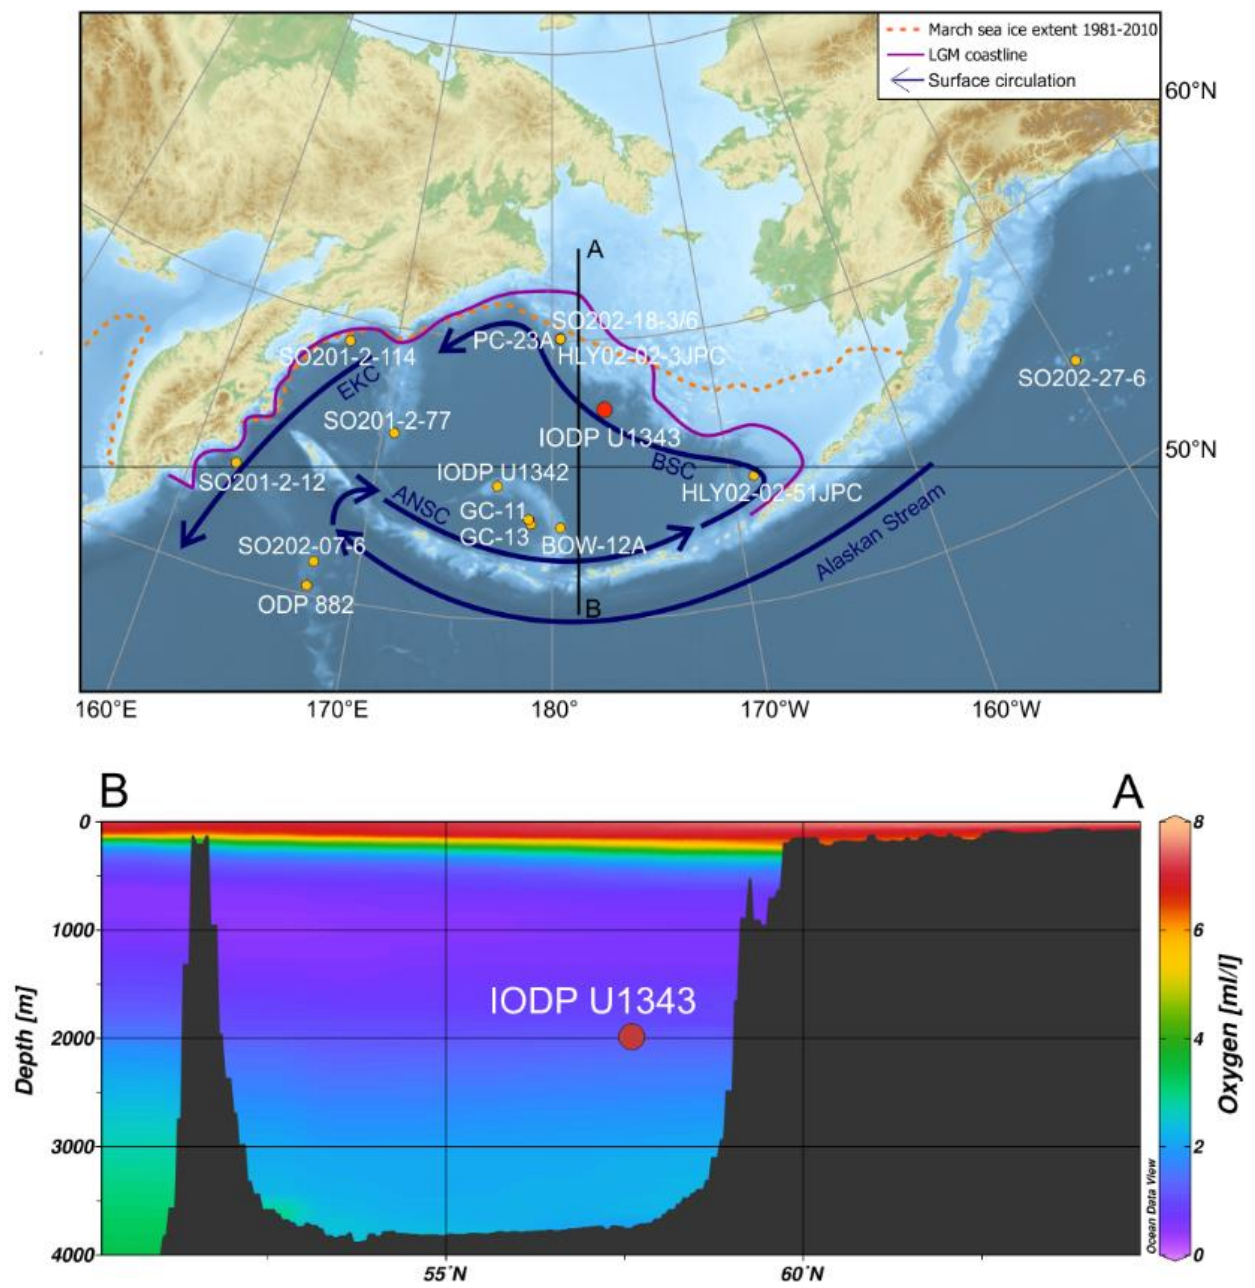 March sea ice extent 1981-2010
LGM coastline
Surface circulation
60°N
A
SO202-18-3/6
PC-23A
HLY02-02-3JPC
SO201-2-114
EKC
SO202-27-6
SO201-2-77
IODP U1343
50°N
BSC
IODP U1342
SO201-2-12
HLY02-02-51JPC
ANSC
GC-11
GC-13
BOW-12A
SO202-07-6
Alaskan Stream
ODP 882
B
160°E
170°E
180°
170°W
160°W
B
A
0
1000
2000
3000
4000
Depth [m]
IODP U1343
55°N
60°N
8
6
4
2
0
Oxygen [ml/l]
Ocean Data View